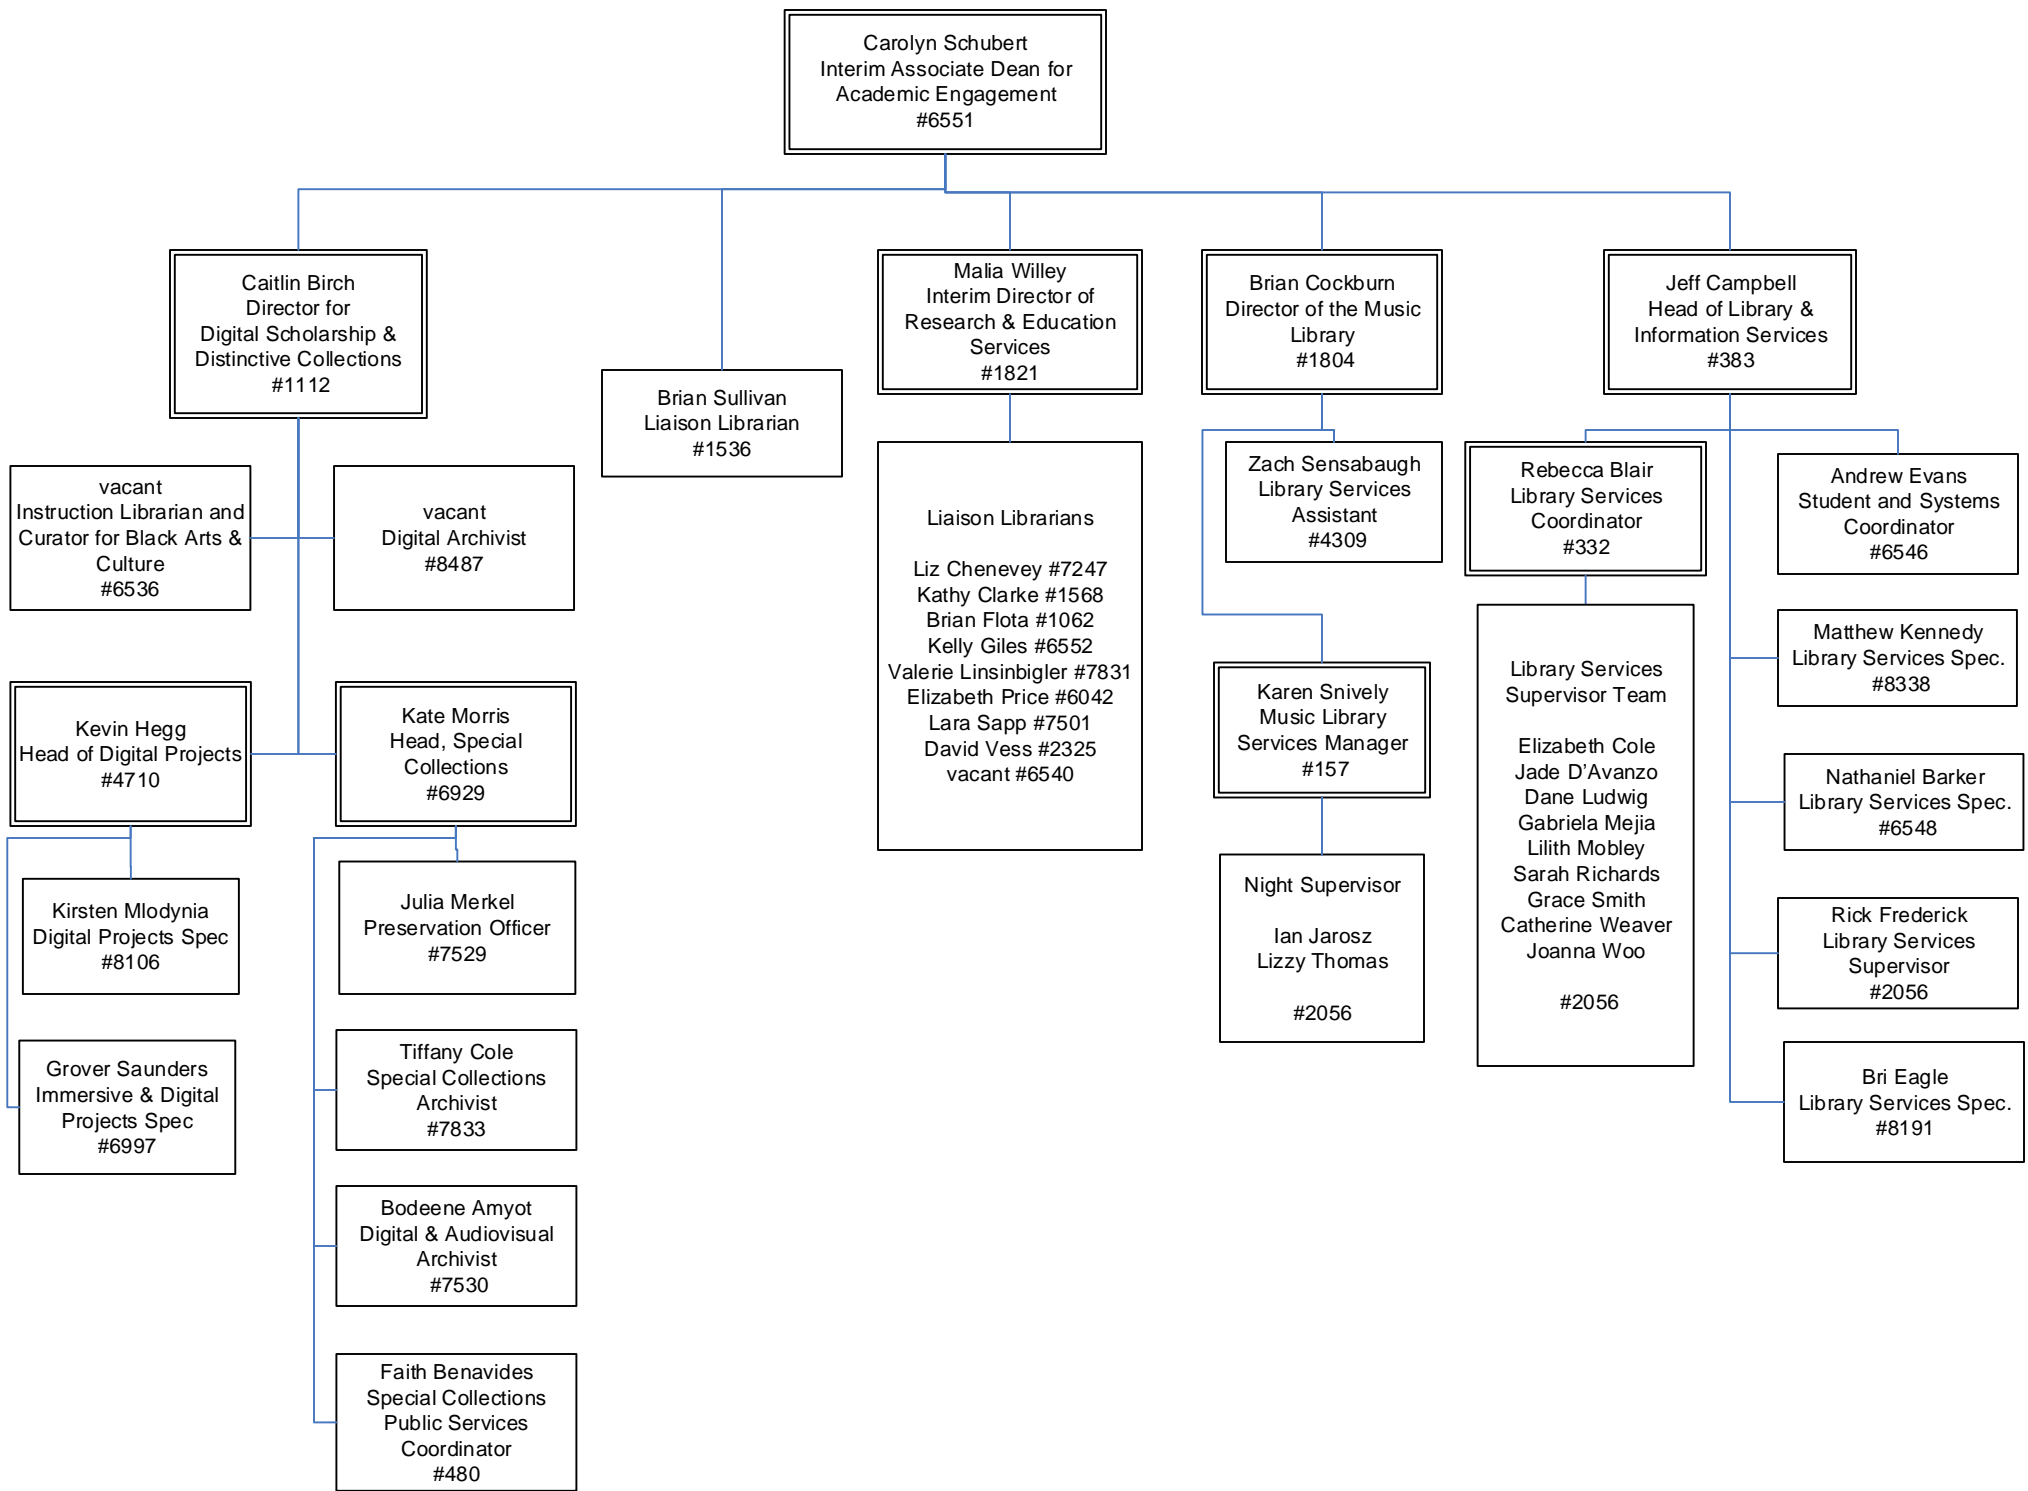 Carolyn Schubert
Interim Associate Dean for
Academic Engagement
#6551
Caitlin Birch
Director for
Digital Scholarship &
Distinctive Collections
#1112
Brian Sullivan
Liaison Librarian
#1536
Malia Willey
Interim Director of
Research & Education
Services
#1821
Brian Cockburn
Director of the Music
Library
#1804
Jeff Campbell
Head of Library &
Information Services
#383
vacant
Instruction Librarian and
Curator for Black Arts &
Culture
#6536
vacant
Digital Archivist
#8487
Kevin Hegg
Head of Digital Projects
#4710
Kate Morris
Head, Special
Collections
#6929
Kirsten Mlodynia
Digital Projects Spec
#8106
Grover Saunders
Immersive & Digital
Projects Spec
#6997
Julia Merkel
Preservation Officer
#7529
Tiffany Cole
Special Collections
Archivist
#7833
Bodeene Amyot
Digital & Audiovisual
Archivist
#7530
Faith Benavides
Special Collections
Public Services
Coordinator
#480
Liaison Librarians
Liz Chenevey #7247
Kathy Clarke #1568
Brian Flota #1062
Kelly Giles #6552
Valerie Linsinbigler #7831
Elizabeth Price #6042
Lara Sapp #7501
David Vess #2325
vacant #6540
Zach Sensabaugh
Library Services
Assistant
#4309
Karen Snively
Music Library
Services Manager
#157
Night Supervisor
Ian Jarosz
Lizzy Thomas
#2056
Rebecca Blair
Library Services
Coordinator
#332
Library Services
Supervisor Team
Elizabeth Cole
Jade D’Avanzo
Dane Ludwig
Gabriela Mejia
Lilith Mobley
Sarah Richards
Grace Smith
Catherine Weaver
Joanna Woo
#2056
Andrew Evans
Student and Systems
Coordinator
#6546
Matthew Kennedy
Library Services Spec.
#8338
Nathaniel Barker
Library Services Spec.
#6548
Rick Frederick
Library Services
Supervisor
#2056
Bri Eagle
Library Services Spec.
#8191